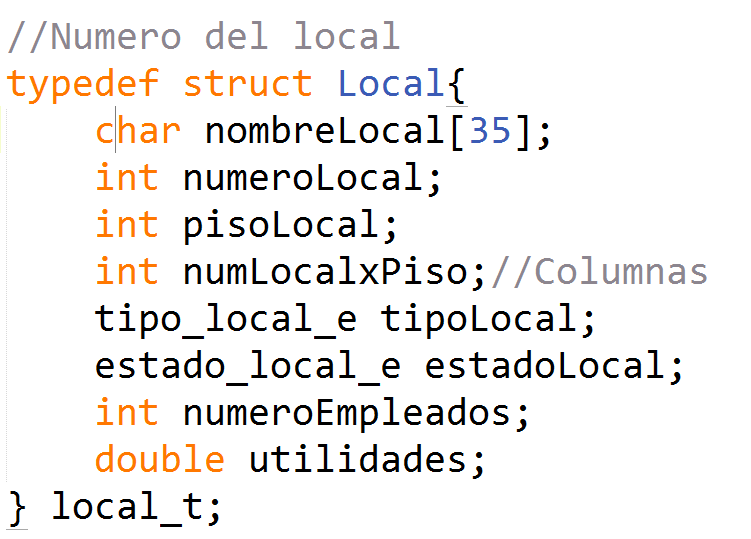 //Numero del local
typedef struct Local{
char nombreLocal[35];
int numeroLocal;
int pisoLocal;
int numLocalxPiso;//Columnas
tipo_local_e tipoLocal;
estado_local_e estadoLocal;
int numeroEmpleados;
double utilidades;
} local_t;